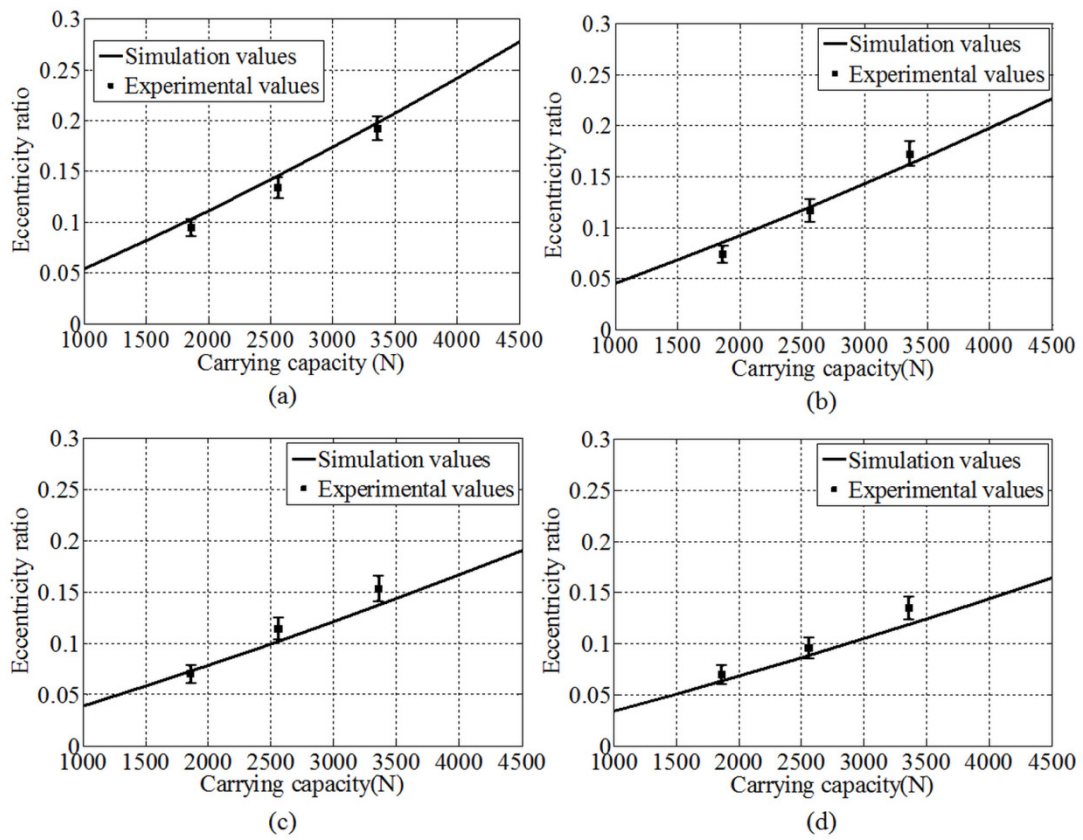 0.3
0.25
0.2
0.15
0.1
0.05
0
Eccentricity ratio
Simulation values
Experimental values
1000 1500 2000 2500 3000 3500 4000 4500
Carrying capacity (N)
(a)
0.3
0.25
0.2
0.15
0.1
0.05
0
Eccentricity ratio
Simulation values
Experimental values
1000 1500 2000 2500 3000 3500 4000 4500
Carrying capacity(N)
(b)
0.3
0.2
0.15
0.1
0.05
0
Eccentricity ratio
Simulation values
Experimental values
1000 1500 2000 2500 3000 3500 4000 4500
Carrying capacity(N)
(c)
0.3
0.2
0.15
0.1
0.05
0
Eccentricity ratio
Simulation values
Experimental values
1000 1500 2000 2500 3000 3500 4000 4500
Carrying capacity(N)
(d)